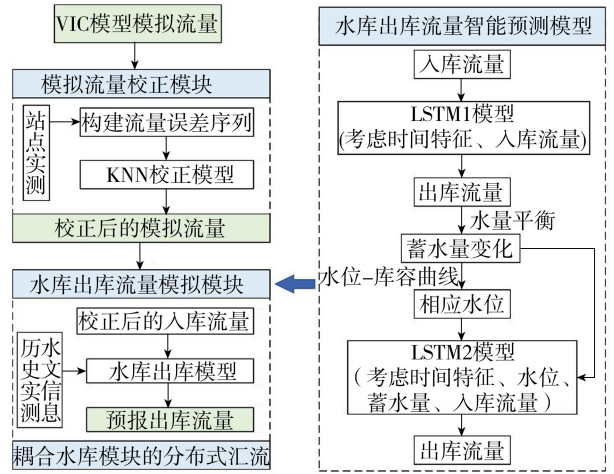 VIC模型模拟流量
模拟流量校正模块
站点实测
构建流量误差序列
KNN校正模型
校正后的模拟流量
水库出库流量模拟模块
校正后的入库流量
历史实测
水文信息
水库出库模型
预报出库流量
耦合水库模块的分布式汇流
水库出库流量智能预测模型
入库流量
LSTM1模型
(考虑时间特征、入库流量)
出库流量
水量平衡
蓄水量变化
水位-库容曲线
相应水位
LSTM2模型
(考虑时间特征、水位、
蓄水量、入库流量)
出库流量